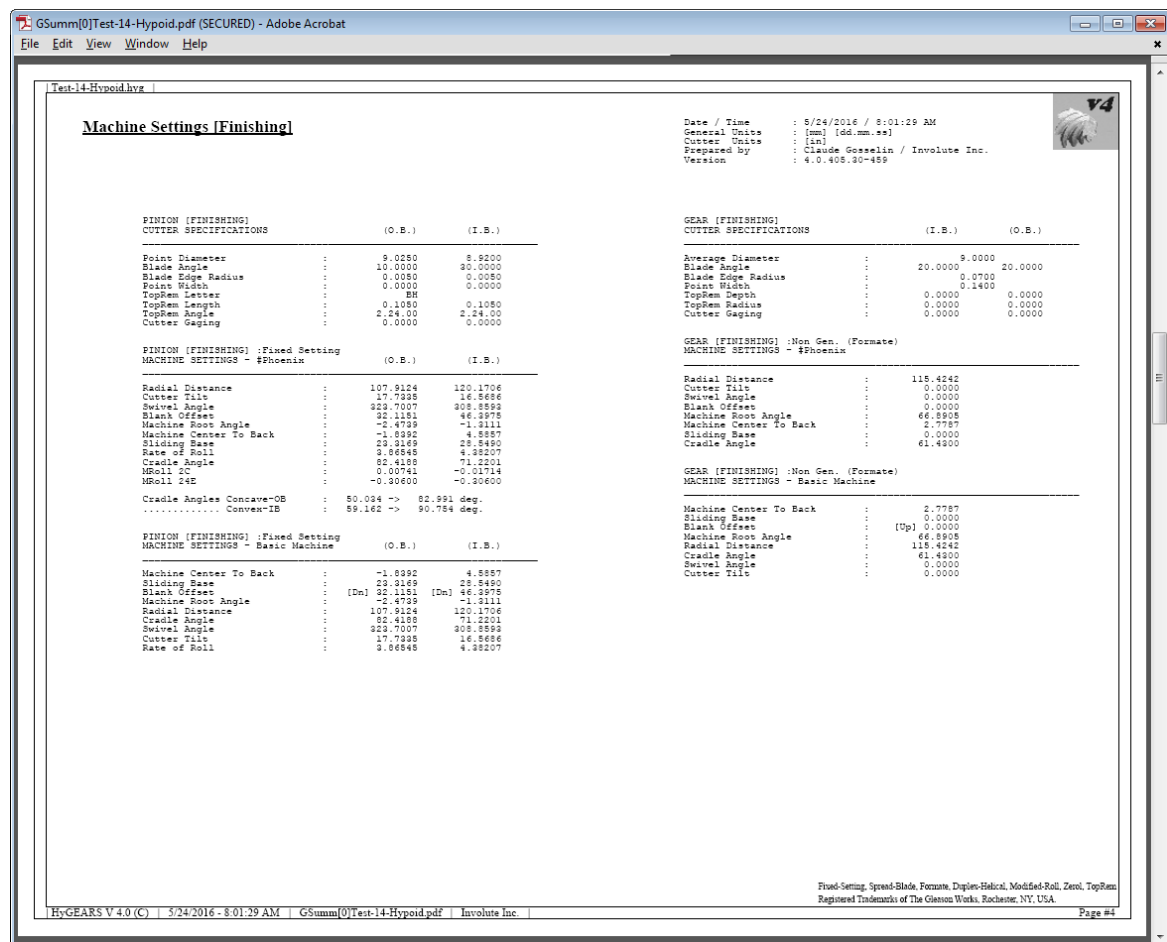 GSumm[0]Test-14-Hypoid.pdf (SECURED) - Adobe Acrobat
File Edit View Window Help
| Test-14-Hypoid.hyg |
Machine Settings [Finishing]
Date / Time : 5/24/2016 / 8:01:29 AM
General Units : [mm] [dd.mm.ss]
Cutter Units : [in]
Prepared by : Claude Gosselin / Involute Inc.
Version : 4.0.405.30-459
V4
PINION [FINISHING]
CUTTER SPECIFICATIONS (O.B.) (I.B.)
Point Diameter : 9.0250 8.9200
Blade Angle : 10.0000 30.0000
Blade Edge Radius : 0.0050 0.0050
Point Width : 0.0000 0.0000
TopRem Letter : BH
TopRem Length : 0.1050 0.1050
TopRem Angle : 2.24.00 2.24.00
Cutter Gaging : 0.0000 0.0000
PINION [FINISHING] :Fixed Setting
MACHINE SETTINGS - #Phoenix (O.B.) (I.B.)
Radial Distance : 107.9124 120.1706
Cutter Tilt : 17.7335 16.5686
Swivel Angle : 323.7007 308.8593
Blank Offset : 32.1151 46.3975
Machine Root Angle : -2.4739 -1.3111
Machine Center To Back : -1.8392 4.5857
Sliding Base : 23.3169 28.5490
Rate of Roll : 3.86545 4.38207
Cradle Angle : 82.4188 71.2201
MRoll 2C : 0.00741 -0.01714
MRoll 24E : -0.30600 -0.30600
Cradle Angles Concave-OB : 50.034 -> 82.991 deg.
............. Convex-IB : 59.162 -> 90.754 deg.
PINION [FINISHING] :Fixed Setting
MACHINE SETTINGS - Basic Machine (O.B.) (I.B.)
Machine Center To Back : -1.8392 4.5857
Sliding Base : 23.3169 28.5490
Blank Offset : [Dn] 32.1151 [Dn] 46.3975
Machine Root Angle : -2.4739 -1.3111
Radial Distance : 107.9124 120.1706
Cradle Angle : 82.4188 71.2201
Swivel Angle : 323.7007 308.8593
Cutter Tilt : 17.7335 16.5686
Rate of Roll : 3.86545 4.38207
GEAR [FINISHING]
CUTTER SPECIFICATIONS (I.B.) (O.B.)
Average Diameter : 9.0000
Blade Angle : 20.0000 20.0000
Blade Edge Radius : 0.0700
Point Width : 0.1400
TopRem Depth : 0.0000 0.0000
TopRem Radius : 0.0000 0.0000
Cutter Gaging : 0.0000 0.0000
GEAR [FINISHING] :Non Gen. (Formate)
MACHINE SETTINGS - #Phoenix
Radial Distance : 115.4242
Cutter Tilt : 0.0000
Swivel Angle : 0.0000
Blank Offset : 0.0000
Machine Root Angle : 66.8905
Machine Center To Back : 2.7787
Sliding Base : 0.0000
Cradle Angle : 61.4300
GEAR [FINISHING] :Non Gen. (Formate)
MACHINE SETTINGS - Basic Machine
Machine Center To Back : 2.7787
Sliding Base : 0.0000
Blank Offset : [Up] 0.0000
Machine Root Angle : 66.8905
Radial Distance : 115.4242
Cradle Angle : 61.4300
Swivel Angle : 0.0000
Cutter Tilt : 0.0000
Fixed-Setting, Spread-Blade, Formate, Duplex-Helical, Modified-Roll, Zerol, TopRem
Registered Trademarks of The Gleason Works, Rochester, NY, USA.
HyGEARS V 4.0 (C) | 5/24/2016 - 8:01:29 AM | GSumm[0]Test-14-Hypoid.pdf | Involute Inc. | Page #4